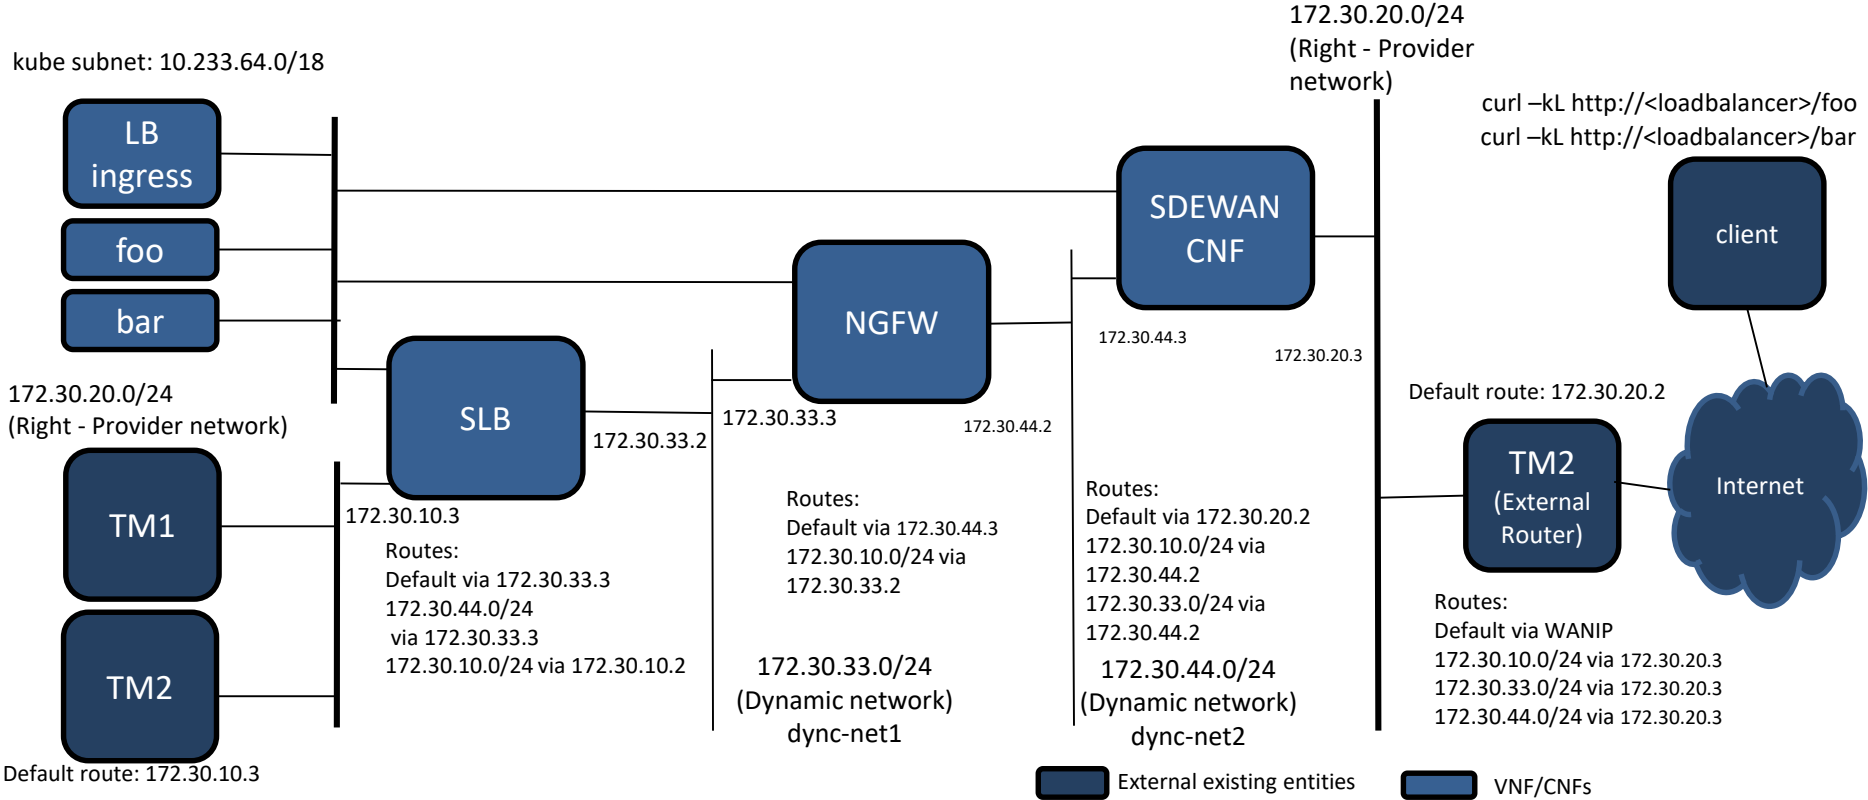 172.30.20.0/24
(Right - Provider
network)
kube subnet: 10.233.64.0/18
curl –kL http://<loadbalancer>/foo
curl –kL http://<loadbalancer>/bar
LB
ingress
foo
bar
SDEWAN
CNF
client
NGFW
SLB
172.30.44.3
172.30.20.3
172.30.20.0/24
(Right - Provider network)
Default route: 172.30.20.2
172.30.33.2
172.30.33.3
172.30.44.2
TM1
TM2
172.30.10.3
Routes:
Default via 172.30.33.3
172.30.44.0/24
via 172.30.33.3
172.30.10.0/24 via 172.30.10.2
Routes:
Default via 172.30.44.3
172.30.10.0/24 via
172.30.33.2
Routes:
Default via 172.30.20.2
172.30.10.0/24 via
172.30.44.2
172.30.33.0/24 via
172.30.44.2
TM2
(External
Router)
Internet
Routes:
Default via WANIP
172.30.10.0/24 via 172.30.20.3
172.30.33.0/24 via 172.30.20.3
172.30.44.0/24 via 172.30.20.3
172.30.33.0/24
(Dynamic network)
dync-net1
172.30.44.0/24
(Dynamic network)
dync-net2
Default route: 172.30.10.3
External existing entities
VNF/CNFs